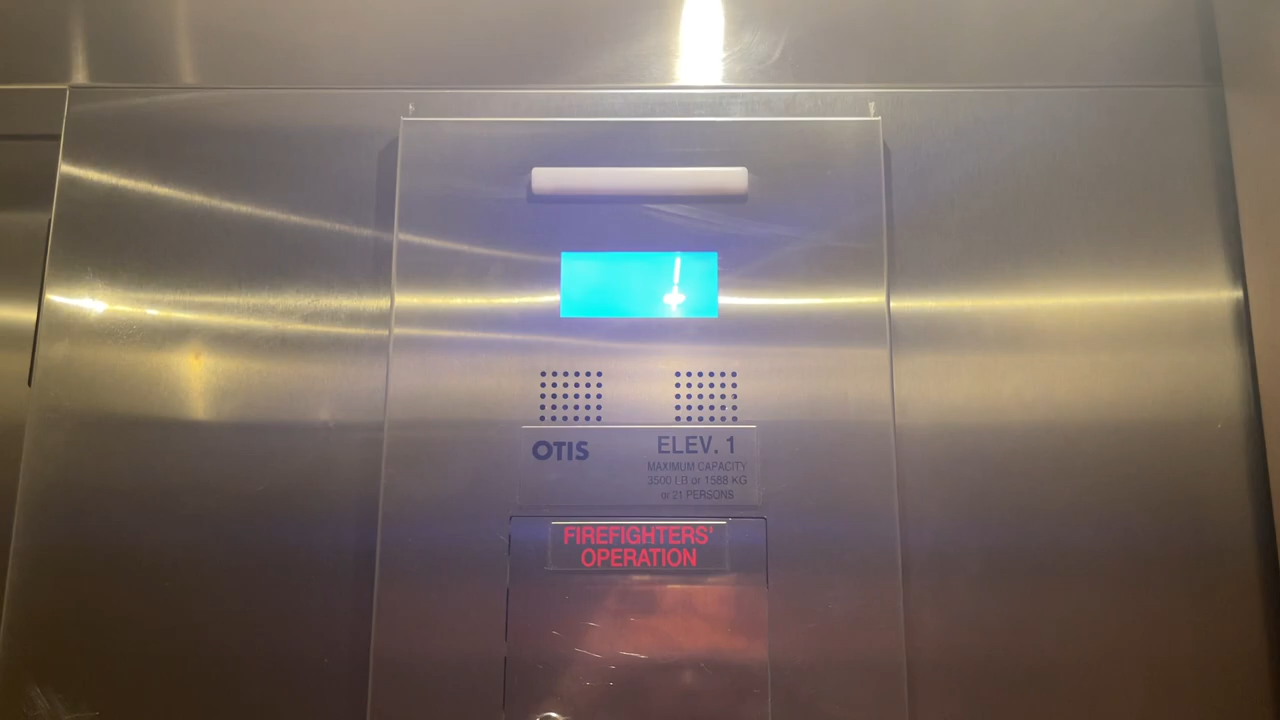 OTIS
ELEV. 1
MAXIMUM CAPACITY
3500 LB or 1588 KG
or 21 PERSONS
FIREFIGHTERS'
OPERATION